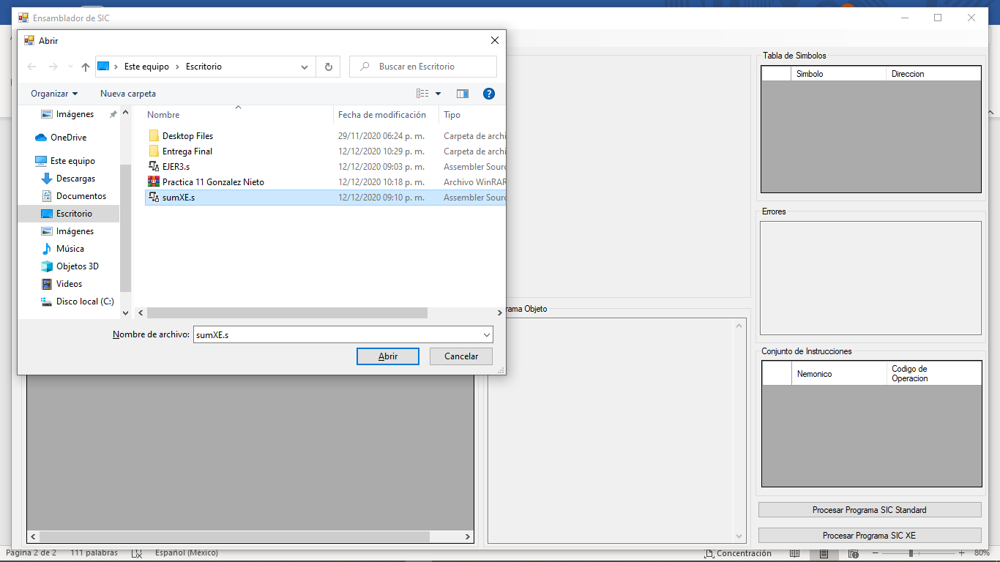 Ensamblador de SIC
Abrir
Este equipo > Escritorio
Buscar en Escritorio
Organizar
Nueva carpeta
Imágenes
OneDrive
Este equipo
Descargas
Documentos
Escritorio
Imágenes
Música
Objetos 3D
Videos
Disco local (C:)
Nombre Fecha de modificación Tipo
Desktop Files 29/11/2020 06:24 p. m. Carpeta de archi
Entrega Final 12/12/2020 10:29 p. m. Carpeta de archi
EJER3.s 12/12/2020 09:03 p. m. Assembler Sourc
Practica 11 Gonzalez Nieto 12/12/2020 10:18 p. m. Archivo WinRAR
sumXE.s 12/12/2020 09:10 p. m. Assembler Sourc
Nombre de archivo: sumXE.s
Abrir Cancelar
rama Objeto
Tabla de Simbolos
Simbolo Direccion
Errores
Conjunto de Instrucciones
Nemonico Codigo de
Operacion
Procesar Programa SIC Standard
Procesar Programa SIC XE
Página 2 de 2 111 palabras Español (México) Concentración 80%